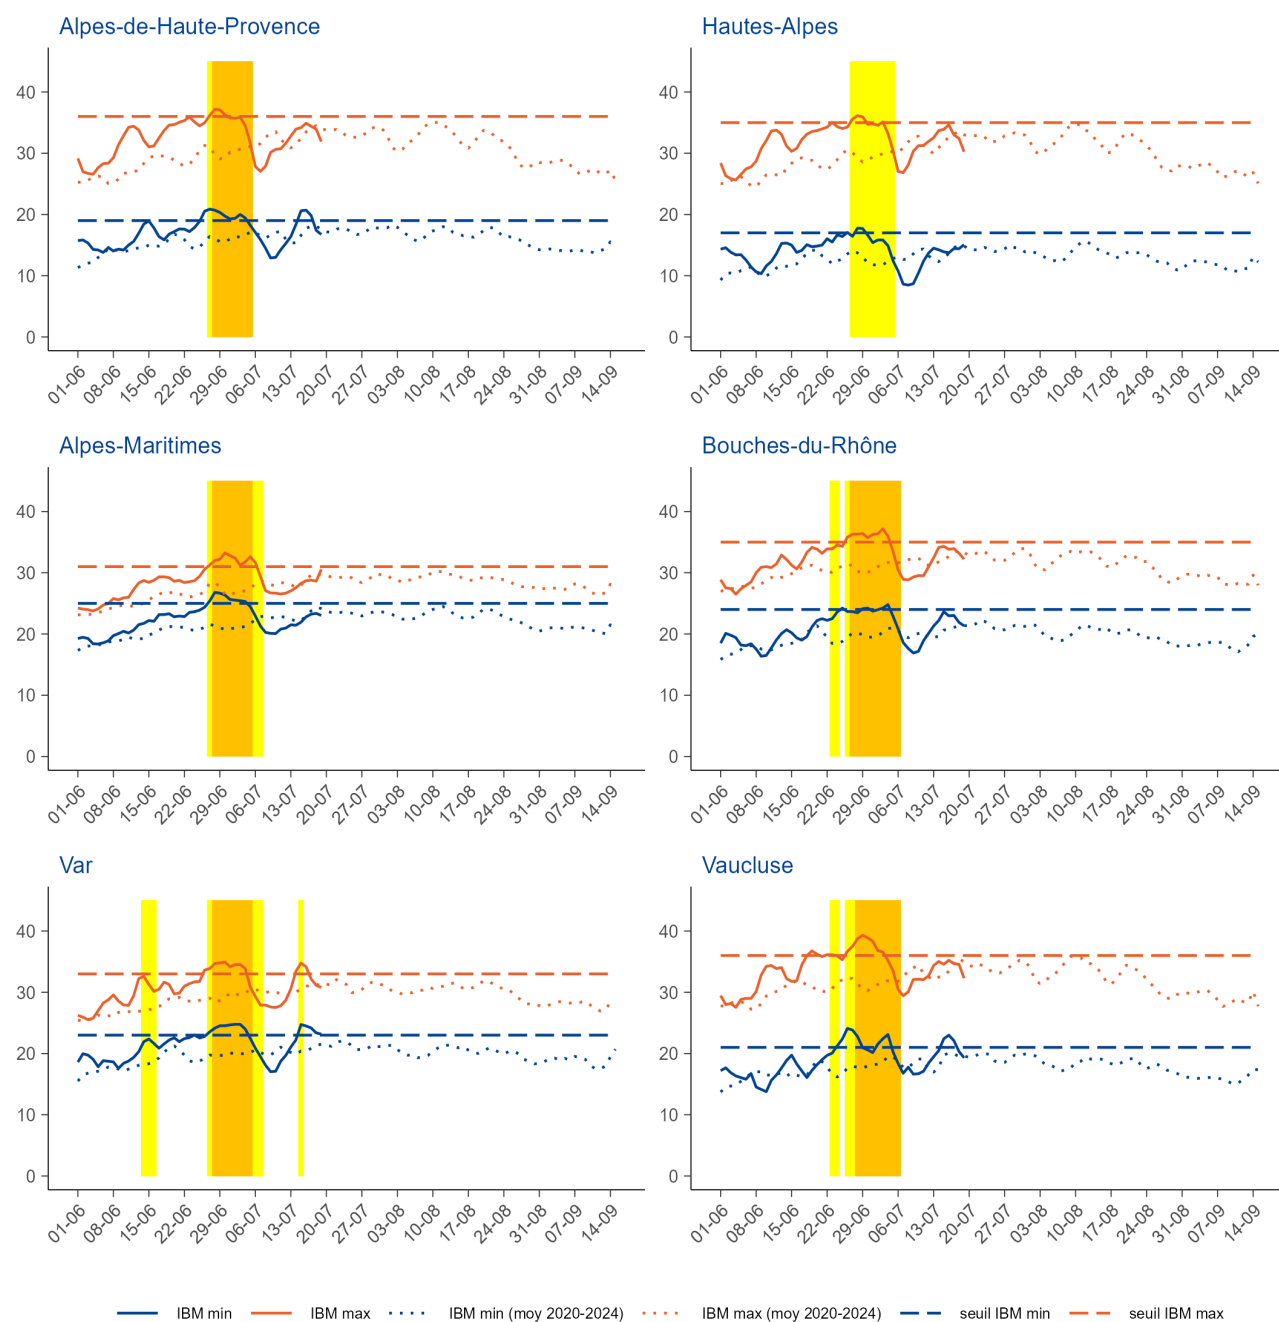 Alpes-de-Haute-Provence
40
30
20
10
0
01-06 08-06 15-06 22-06 29-06 06-07 13-07 20-07 27-07 03-08 10-08 17-08 24-08 31-08 07-09 14-09
Hautes-Alpes
40
30
20
10
0
01-06 08-06 15-06 22-06 29-06 06-07 13-07 20-07 27-07 03-08 10-08 17-08 24-08 31-08 07-09 14-09
Alpes-Maritimes
40
30
20
10
0
01-06 08-06 15-06 22-06 29-06 06-07 13-07 20-07 27-07 03-08 10-08 17-08 24-08 31-08 07-09 14-09
Bouches-du-Rhône
40
30
20
10
0
01-06 08-06 15-06 22-06 29-06 06-07 13-07 20-07 27-07 03-08 10-08 17-08 24-08 31-08 07-09 14-09
Var
40
30
20
10
0
01-06 08-06 15-06 22-06 29-06 06-07 13-07 20-07 27-07 03-08 10-08 17-08 24-08 31-08 07-09 14-09
Vaucluse
40
30
20
10
0
01-06 08-06 15-06 22-06 29-06 06-07 13-07 20-07 27-07 03-08 10-08 17-08 24-08 31-08 07-09 14-09
IBM min IBM max IBM min (moy 2020-2024) IBM max (moy 2020-2024) seuil IBM min seuil IBM max